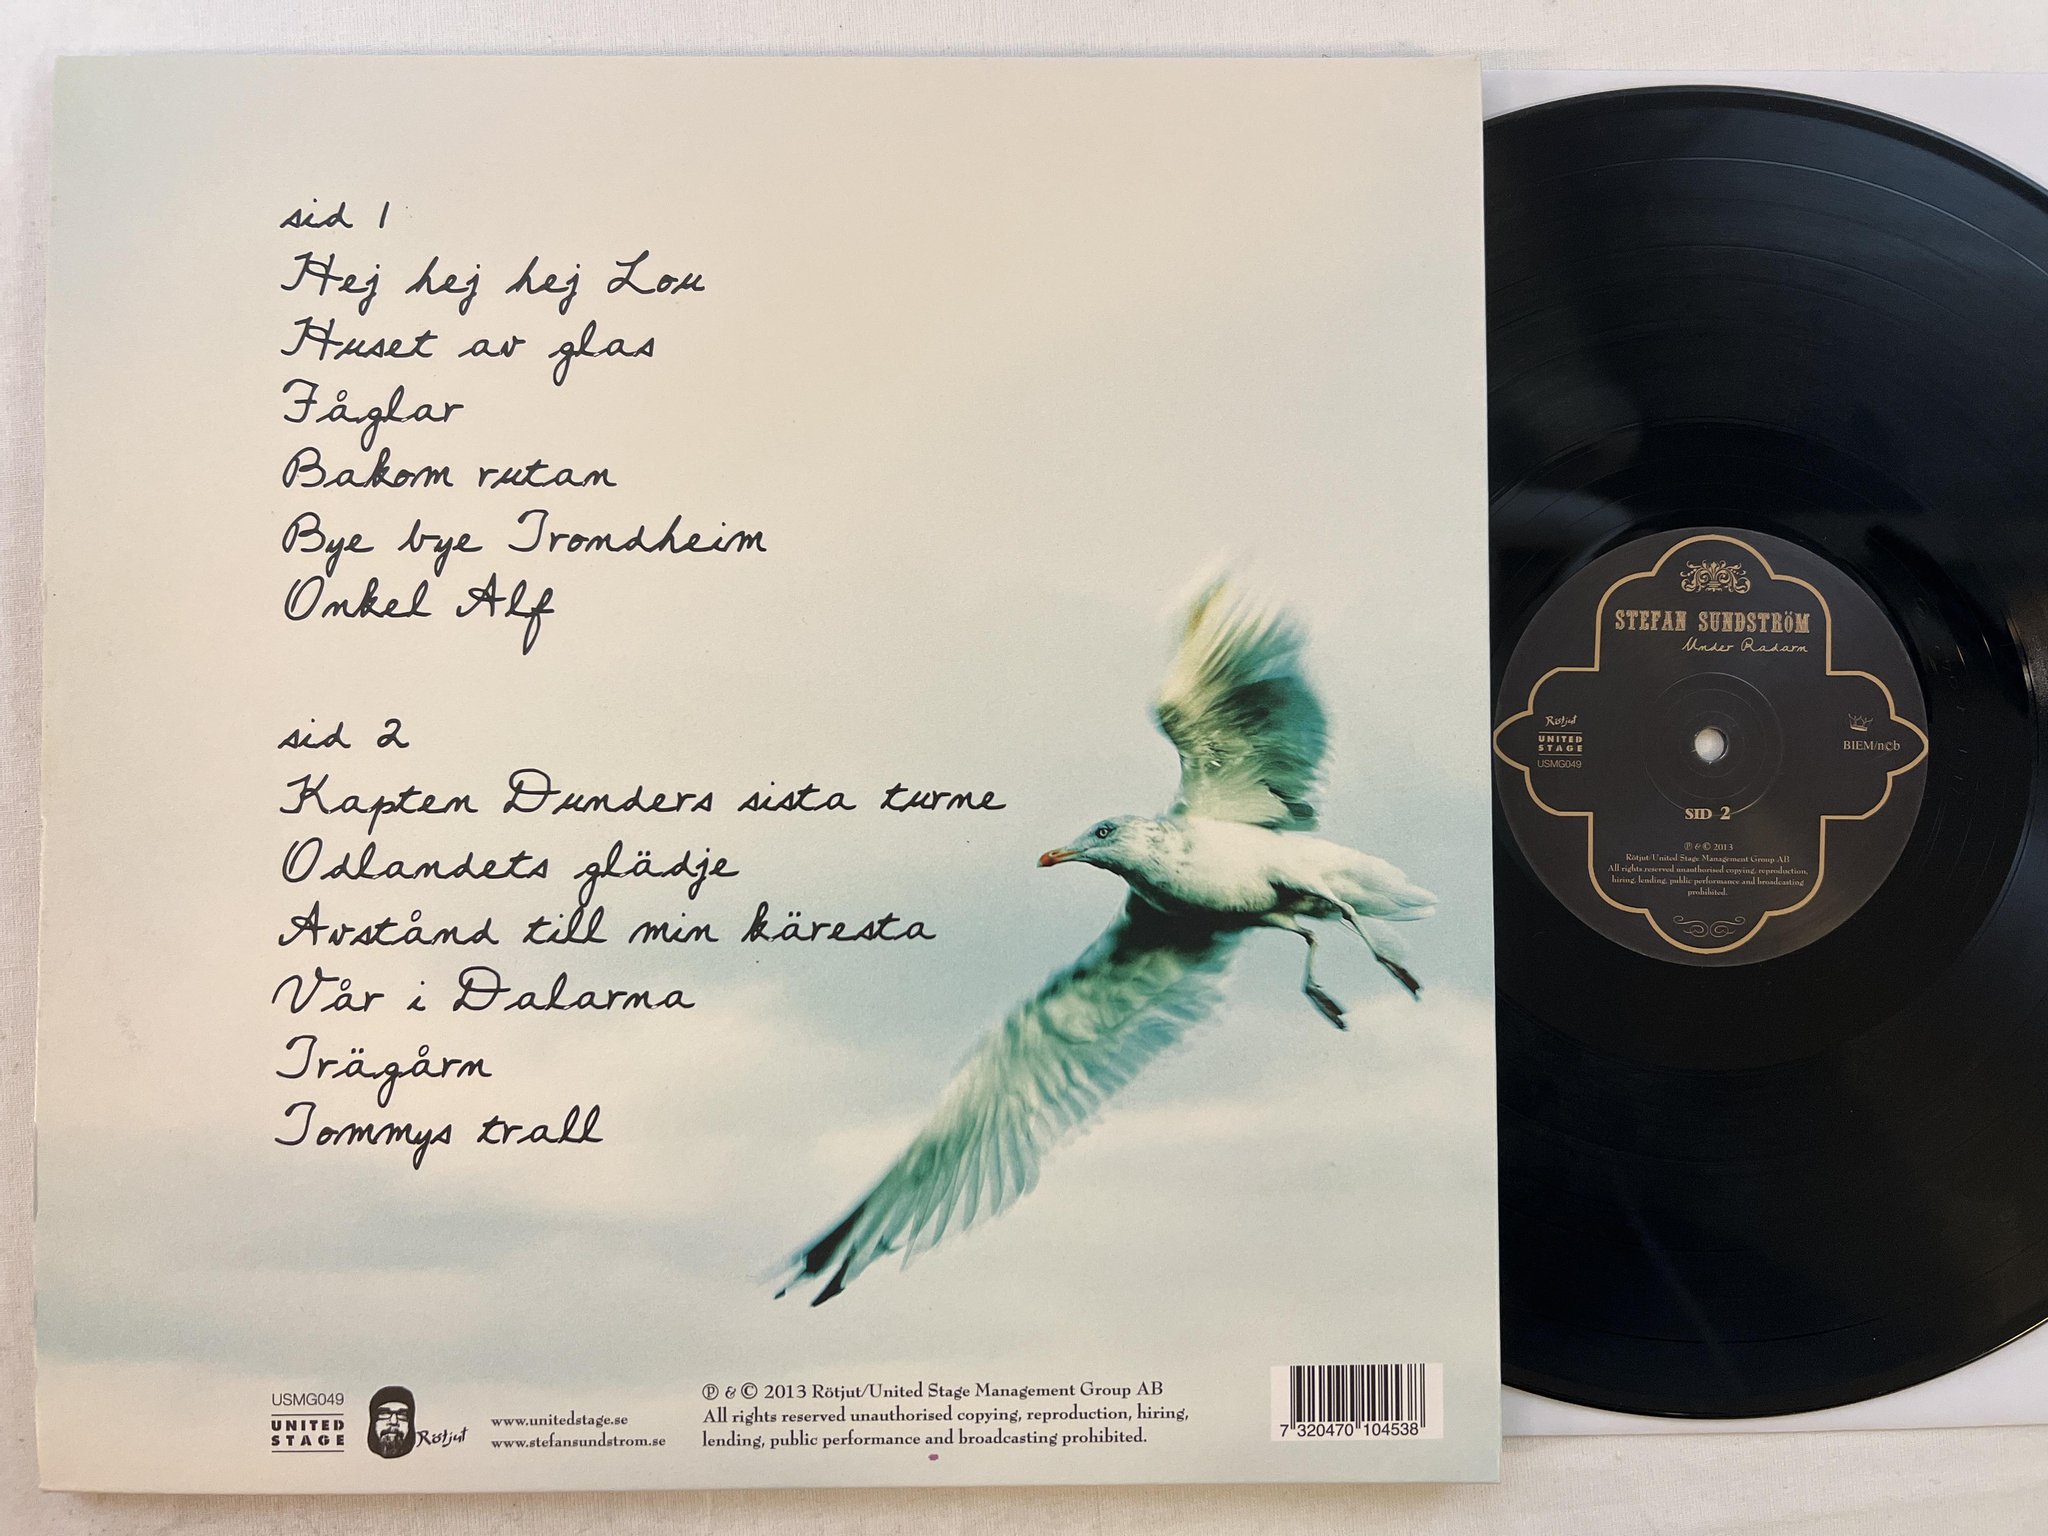 sid 1
Hej hej hej Lou
Huset av glas
Fåglar
Bakom rutan
Bye bye Trondheim
Onkel Alf
sid 2
Kapten Dunders sista turne
Odlandets glädje
Avstånd till min käresta
Vår i Dalarna
Trägårn
Tommys trall
USMG049
UNITED
STAGE
Rötjut
www.unitedstage.se
www.stefansundstrom.se
℗ & © 2013 Rötjut/United Stage Management Group AB
All rights reserved unauthorised copying, reproduction, hiring,
lending, public performance and broadcasting prohibited.
7 320470 104538
STEFAN SUNDSTRÖM
Under Radarn
Rötjut
UNITED
STAGE
USMG049
BIEM/n©b
SID 2
℗ & © 2013
Rötjut/United Stage Management Group AB
All rights reserved unauthorised copying, reproduction,
hiring, lending, public performance and broadcasting
prohibited.